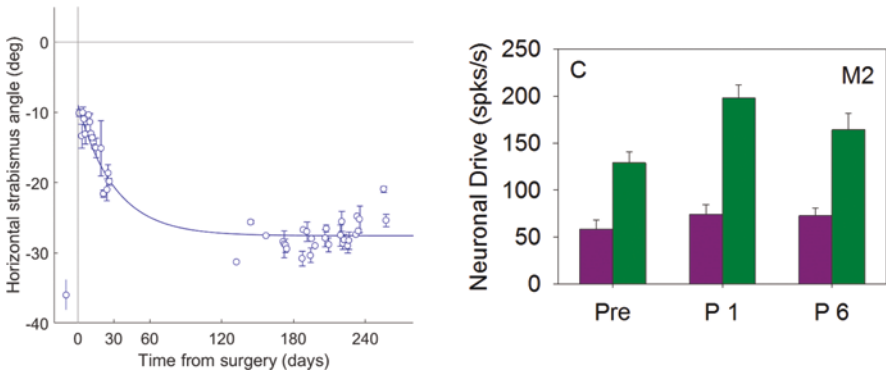 Horizontal strabismus angle (deg)
0
-10
-20
-30
-40
0
30
60
120
180
240
Time from surgery (days)
Neuronal Drive (spks/s)
250
200
150
100
50
0
C
M2
Pre
P 1
P 6